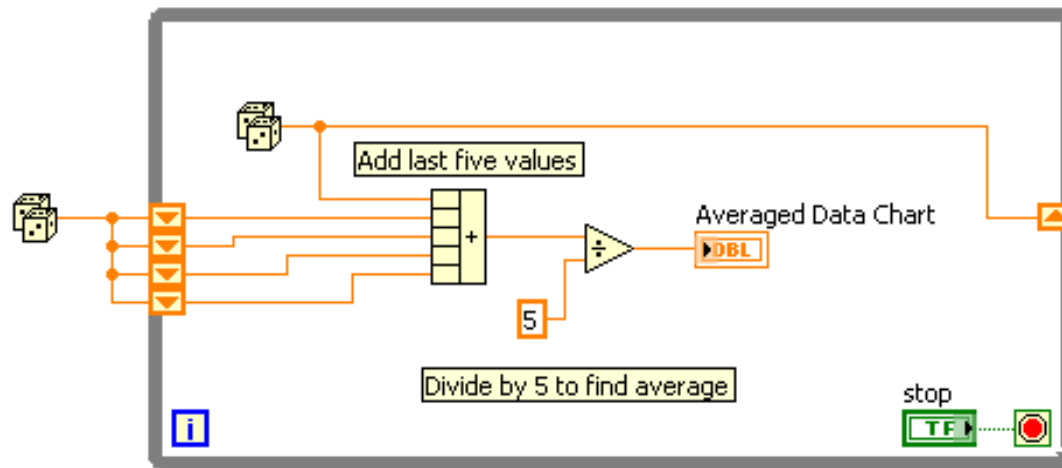 Add last five values
+
Averaged Data Chart
÷
DBL
5
Divide by 5 to find average
stop
i
TF